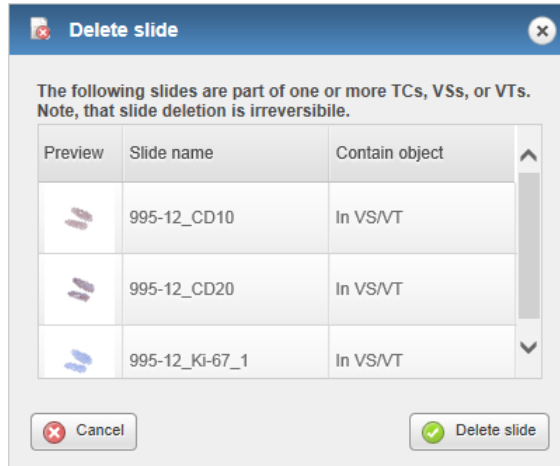 Delete slide
The following slides are part of one or more TCs, VSs, or VTs.
Note, that slide deletion is irreversibile.
Preview Slide name Contain object
995-12_CD10 In VS/VT
995-12_CD20 In VS/VT
995-12_Ki-67_1 In VS/VT
Cancel Delete slide